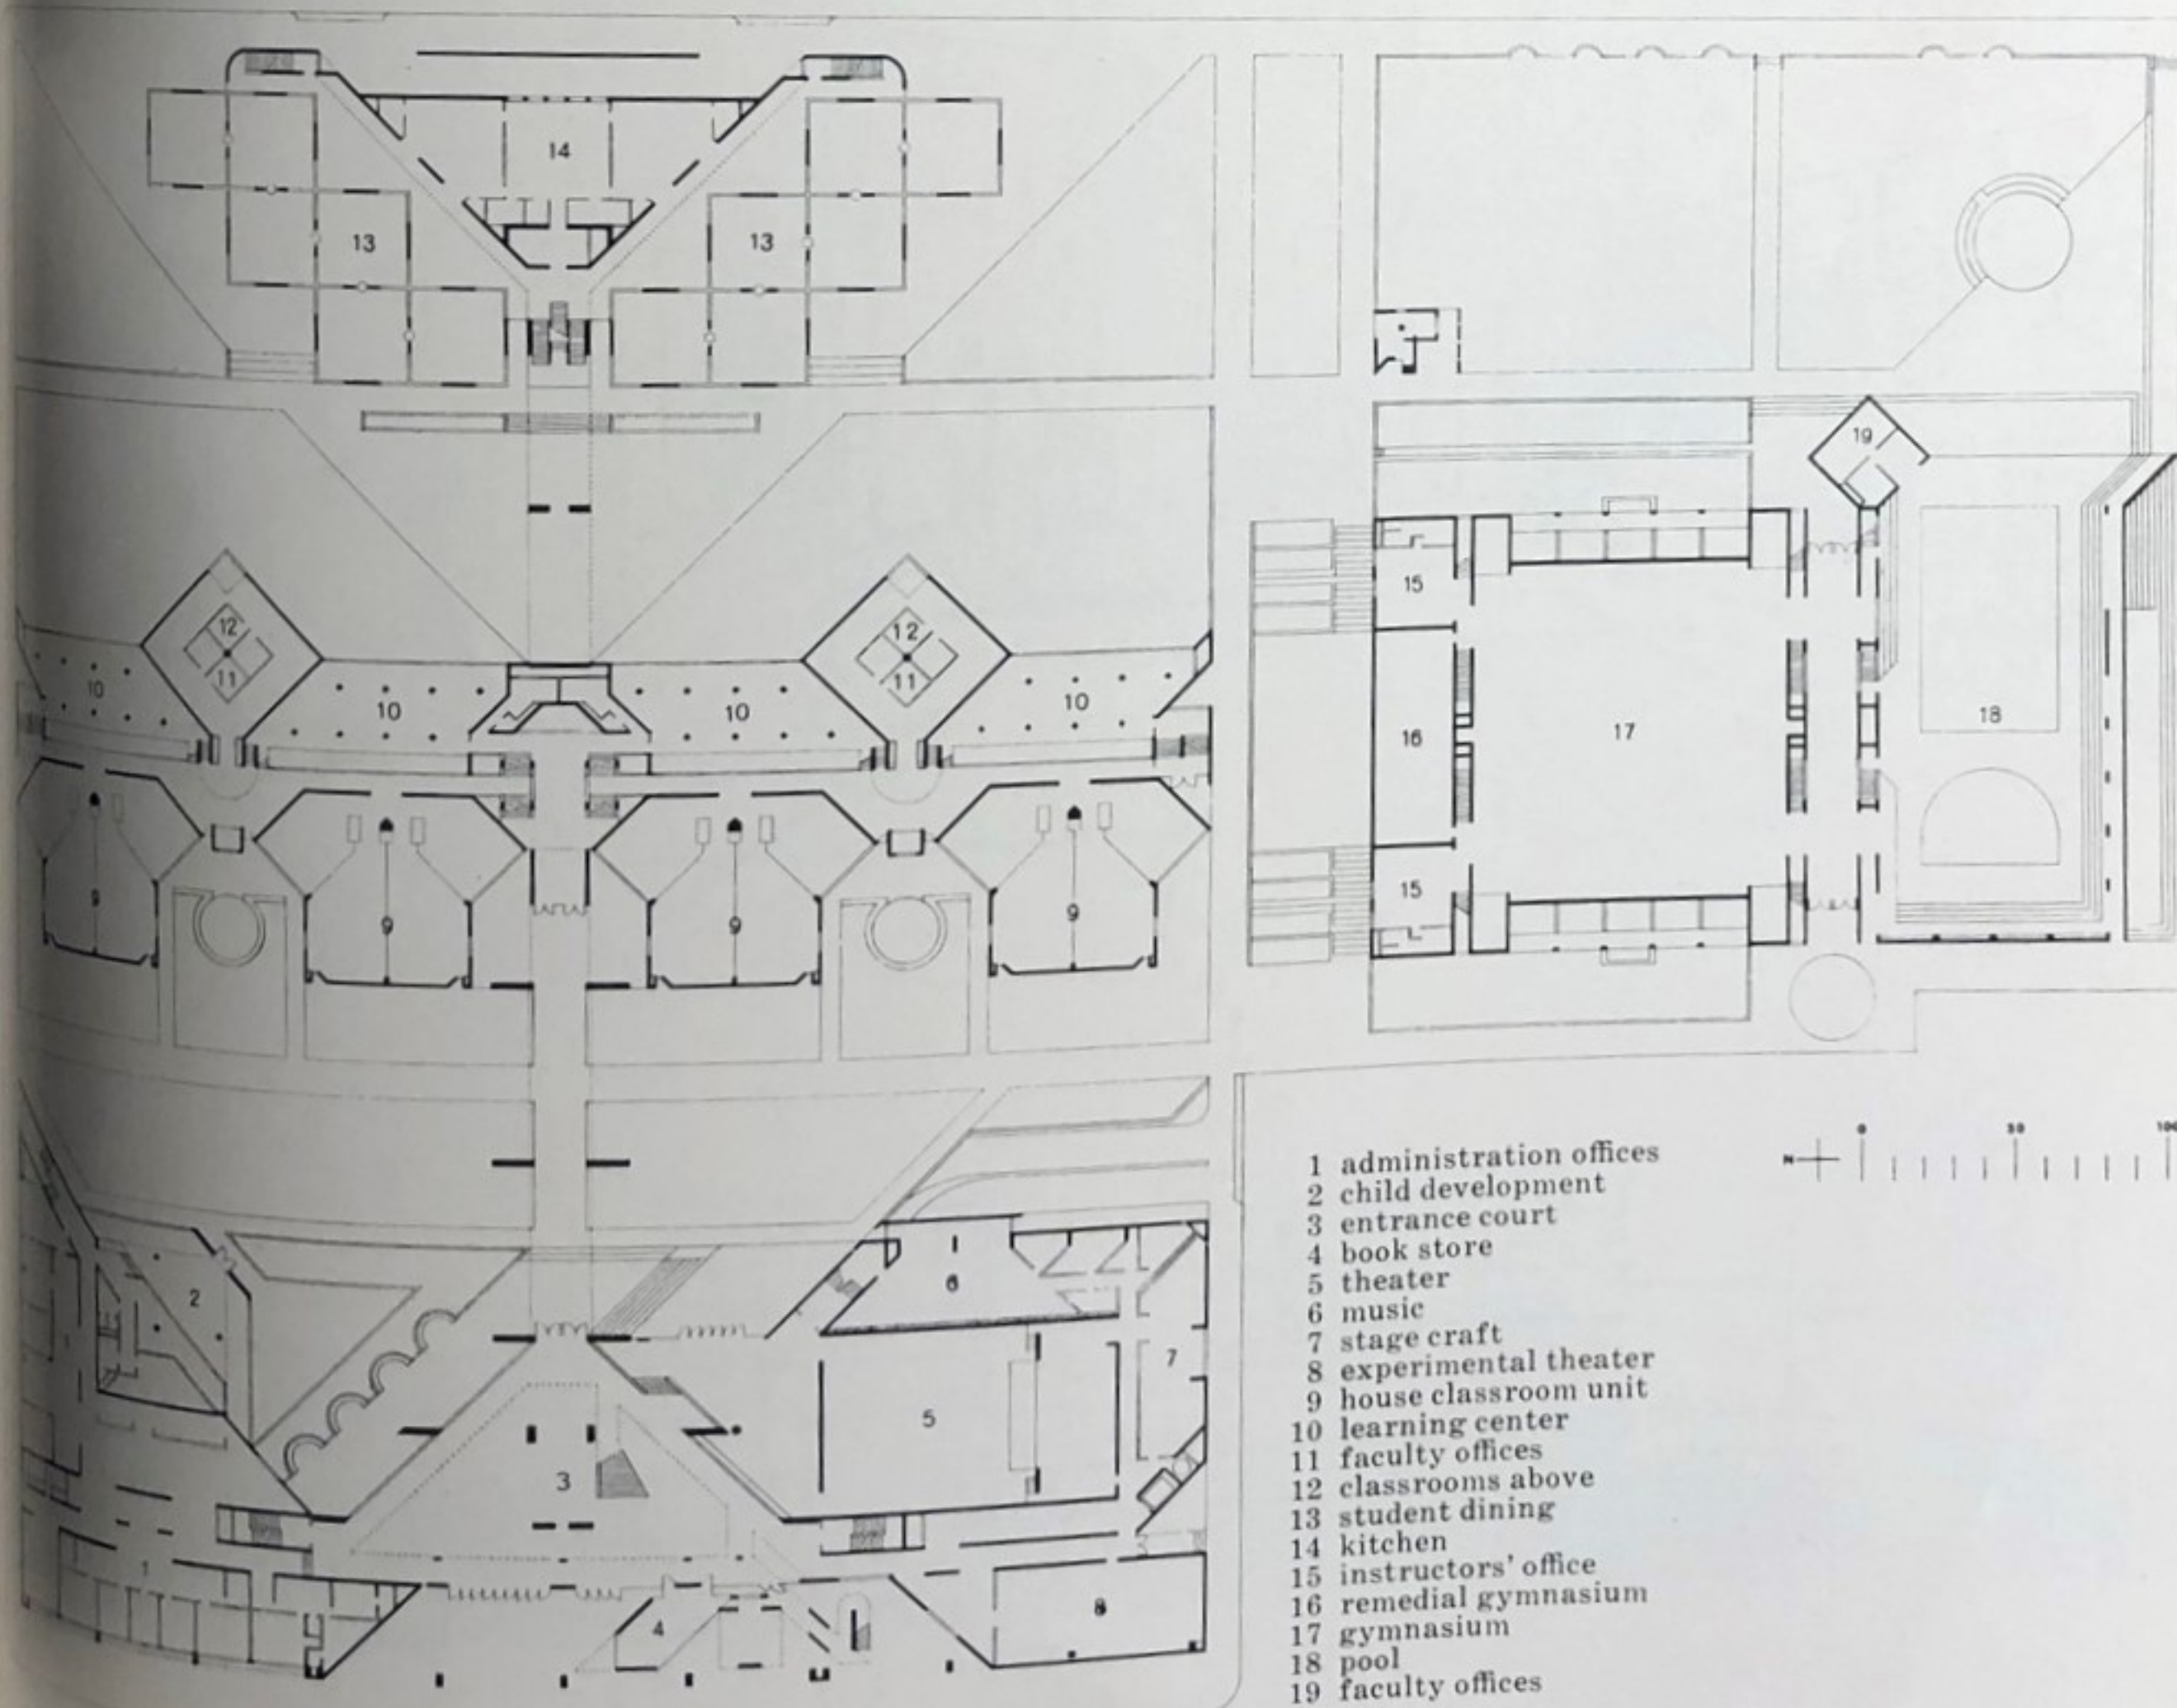 14
13 13
19
12 12
15
11 11
10 10 10 10
16 17 18
15
9 9 9 9
1 administration offices
2 child development
3 entrance court
4 book store
5 theater
6 music
7 stage craft
8 experimental theater
9 house classroom unit
10 learning center
11 faculty offices
12 classrooms above
13 student dining
14 kitchen
15 instructors' office
16 remedial gymnasium
17 gymnasium
18 pool
19 faculty offices
N 0 50 100
2 6
7
5
3
1
4 8